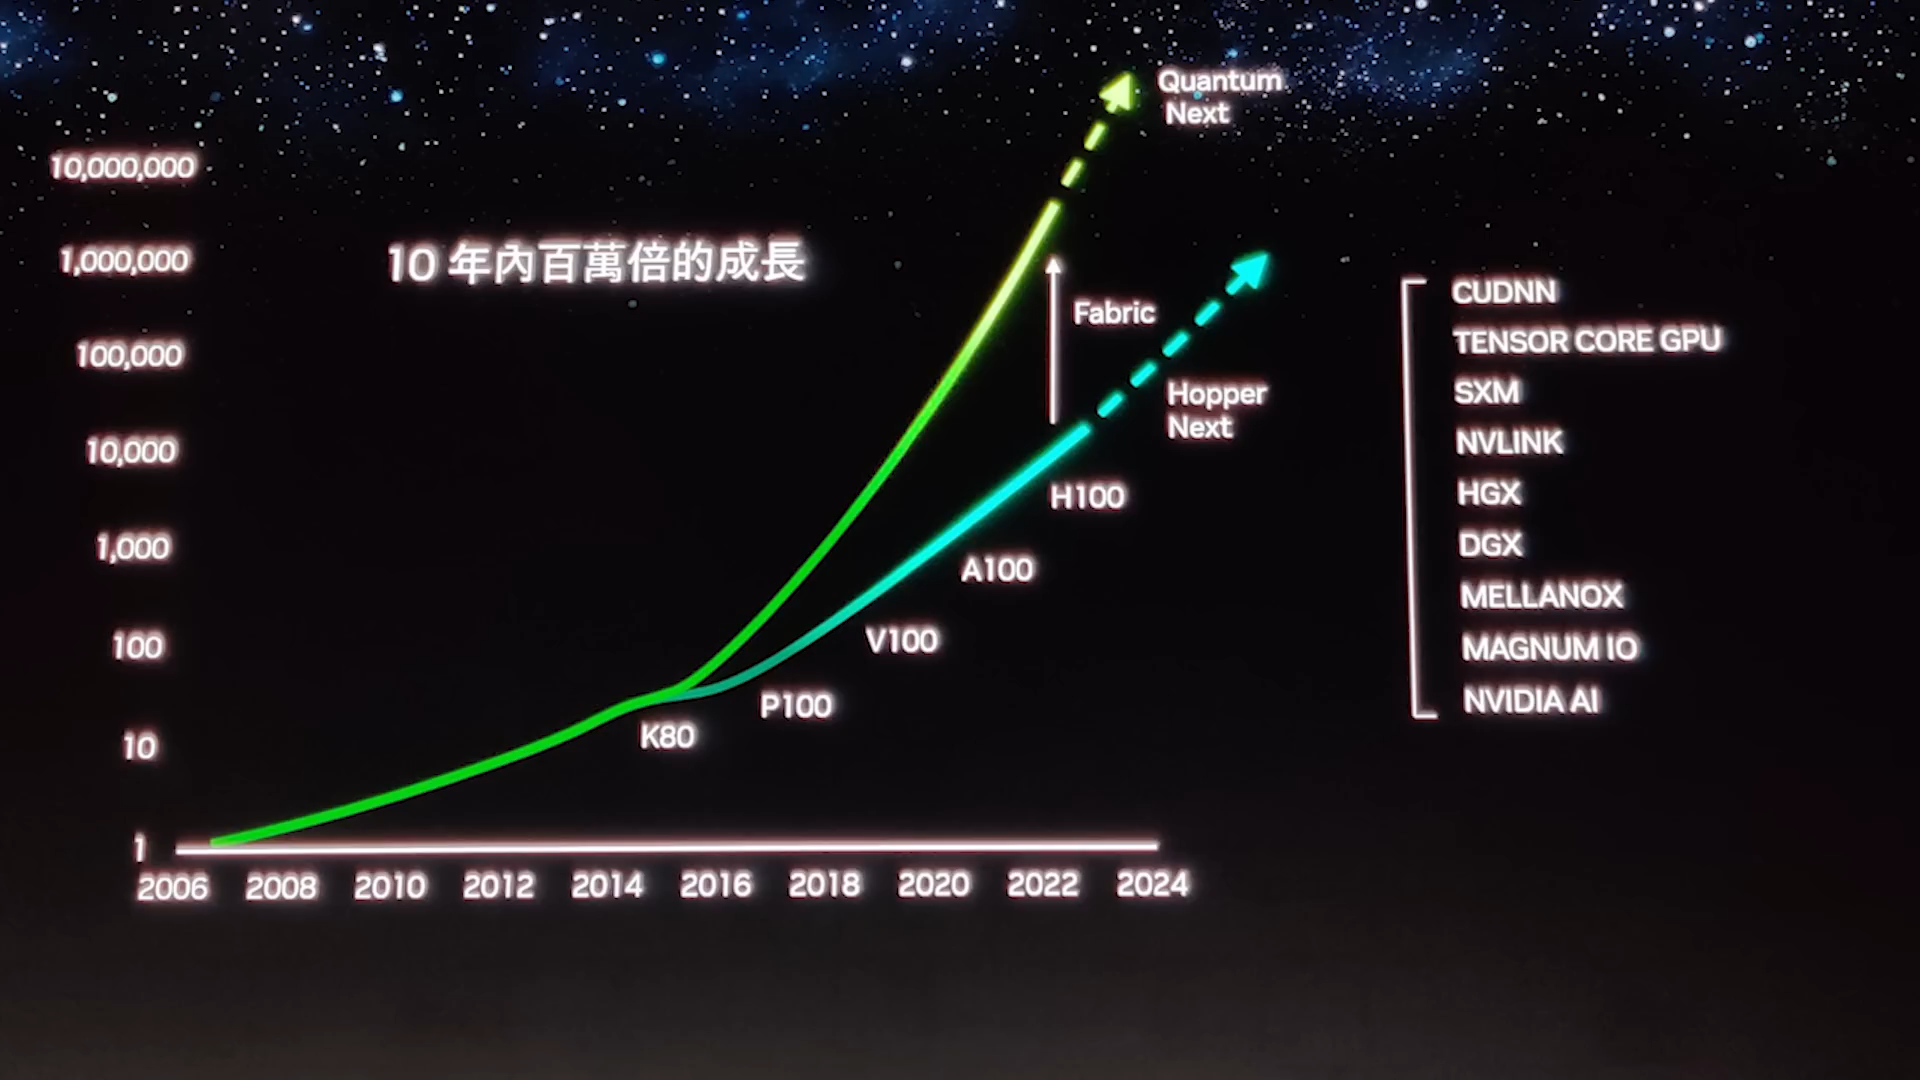 Quantum
Next
10,000,000
1,000,000
100,000
10,000
1,000
100
10
1
10 年內百萬倍的成長
Fabric
Hopper
Next
H100
A100
V100
P100
K80
2006 2008 2010 2012 2014 2016 2018 2020 2022 2024
CUDNN
TENSOR CORE GPU
SXM
NVLINK
HGX
DGX
MELLANOX
MAGNUM IO
NVIDIA AI